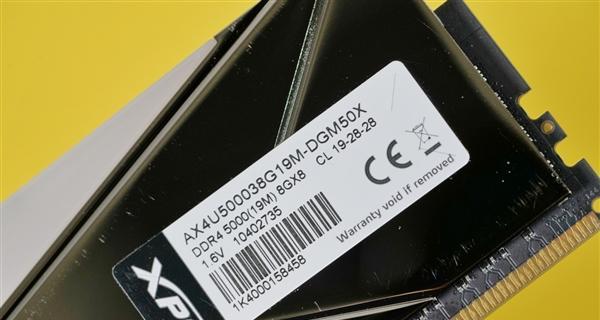 AX4U500038G19M-DGM50X
DDR4 5000(19M) 8GX8 CL 19-28-28
1.6V 10402735
1K4000158458
Warranty void if removed
CE